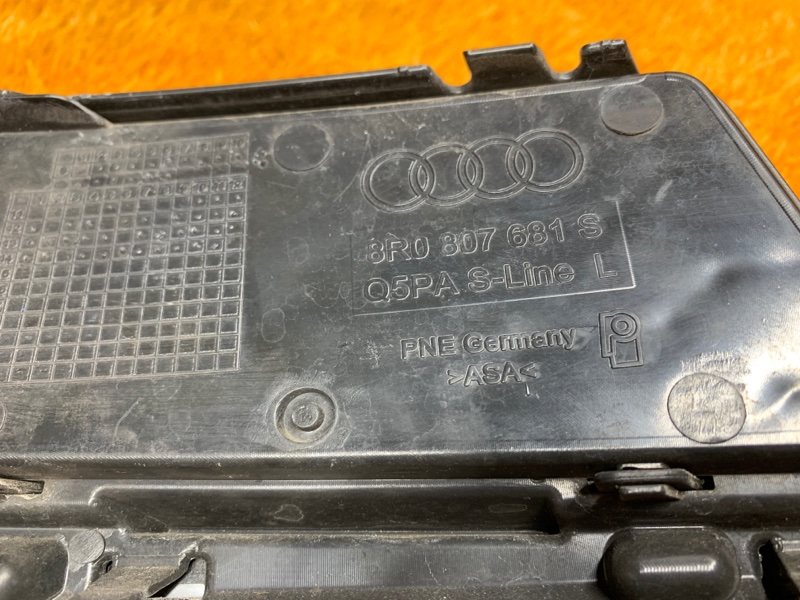 8R0 807 681 S
Q5PA S-Line L
PNE Germany
>ASA<